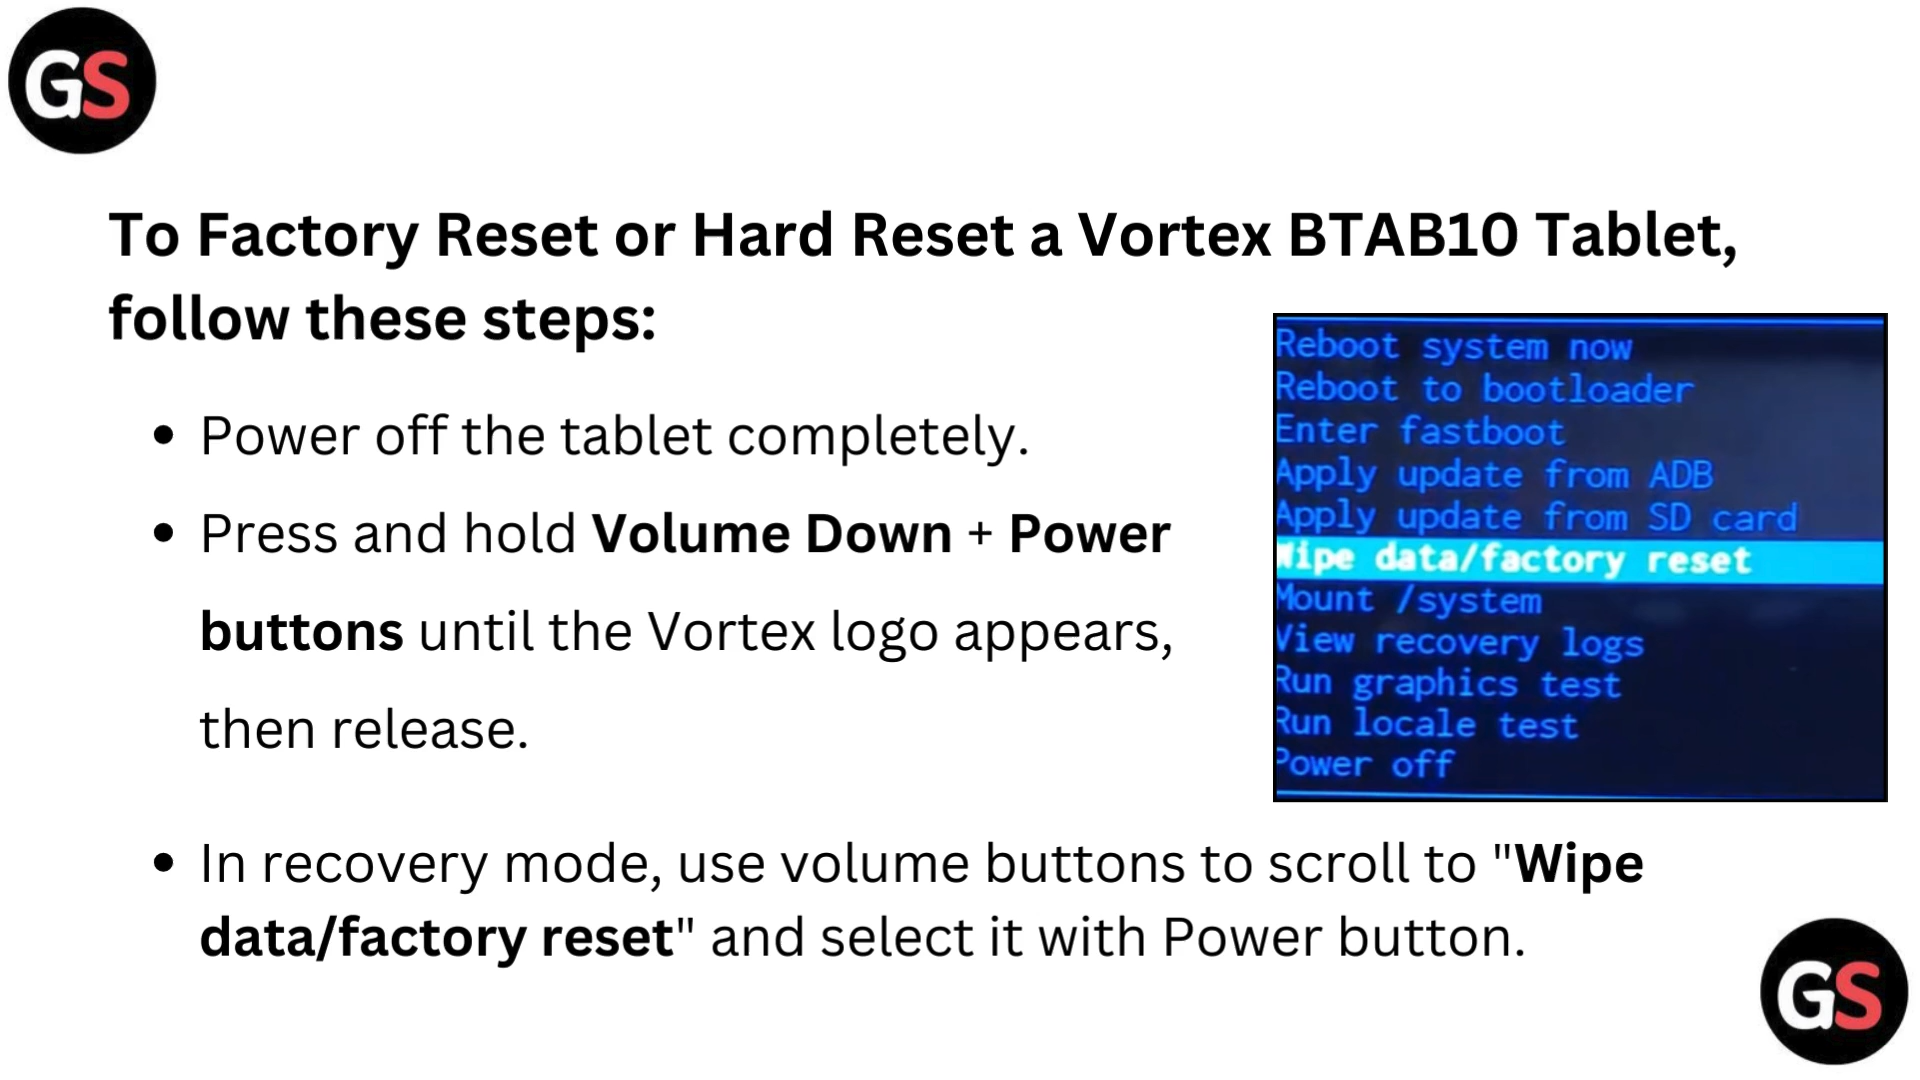 GS
To Factory Reset or Hard Reset a Vortex BTAB10 Tablet,
follow these steps:
• Power off the tablet completely.
• Press and hold Volume Down + Power
buttons until the Vortex logo appears,
then release.
Reboot system now
Reboot to bootloader
Enter fastboot
Apply update from ADB
Apply update from SD card
Wipe data/factory reset
Mount /system
View recovery logs
Run graphics test
Run locale test
Power off
• In recovery mode, use volume buttons to scroll to "Wipe
data/factory reset" and select it with Power button.
GS